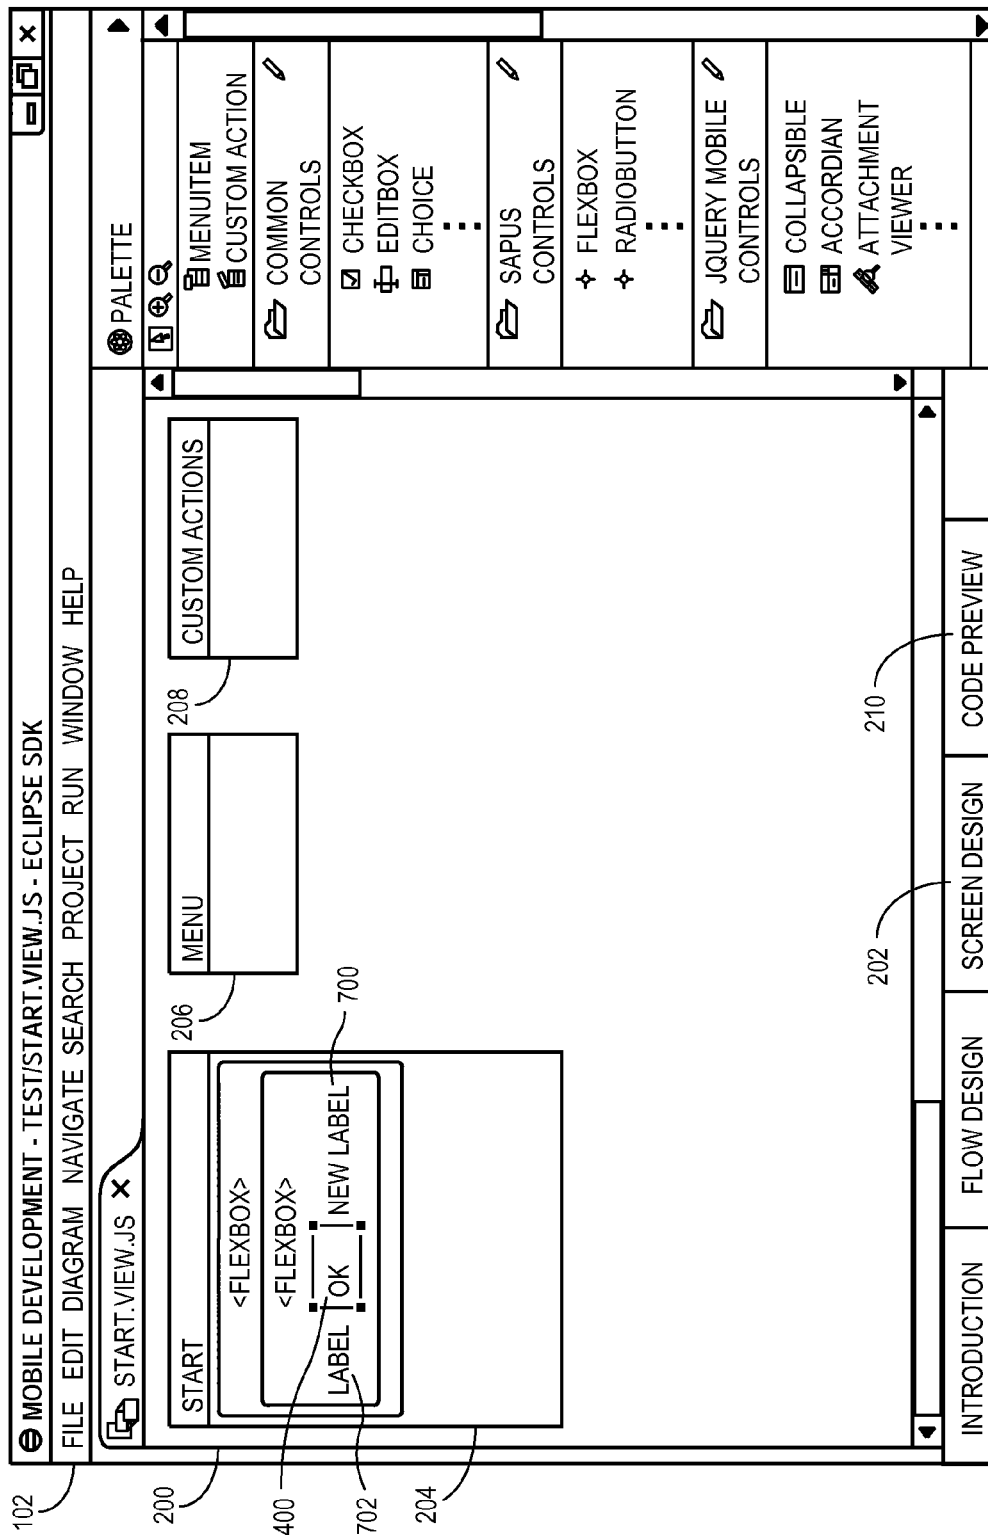 MOBILE DEVELOPMENT - TEST/START.VIEW.JS - ECLIPSE SDK
102
FILE EDIT DIAGRAM NAVIGATE SEARCH PROJECT RUN WINDOW HELP
START.VIEW.JS
PALETTE
200
START
206
MENU
208
CUSTOM ACTIONS
<FLEXBOX>
<FLEXBOX>
400
LABEL
OK
NEW LABEL
700
702
204
MENUITEM
CUSTOM ACTION
COMMON
CONTROLS
CHECKBOX
EDITBOX
CHOICE
SAPUS
CONTROLS
FLEXBOX
RADIOBUTTON
JQUERY MOBILE
CONTROLS
COLLAPSIBLE
ACCORDIAN
ATTACHMENT
VIEWER
202
210
INTRODUCTION
FLOW DESIGN
SCREEN DESIGN
CODE PREVIEW